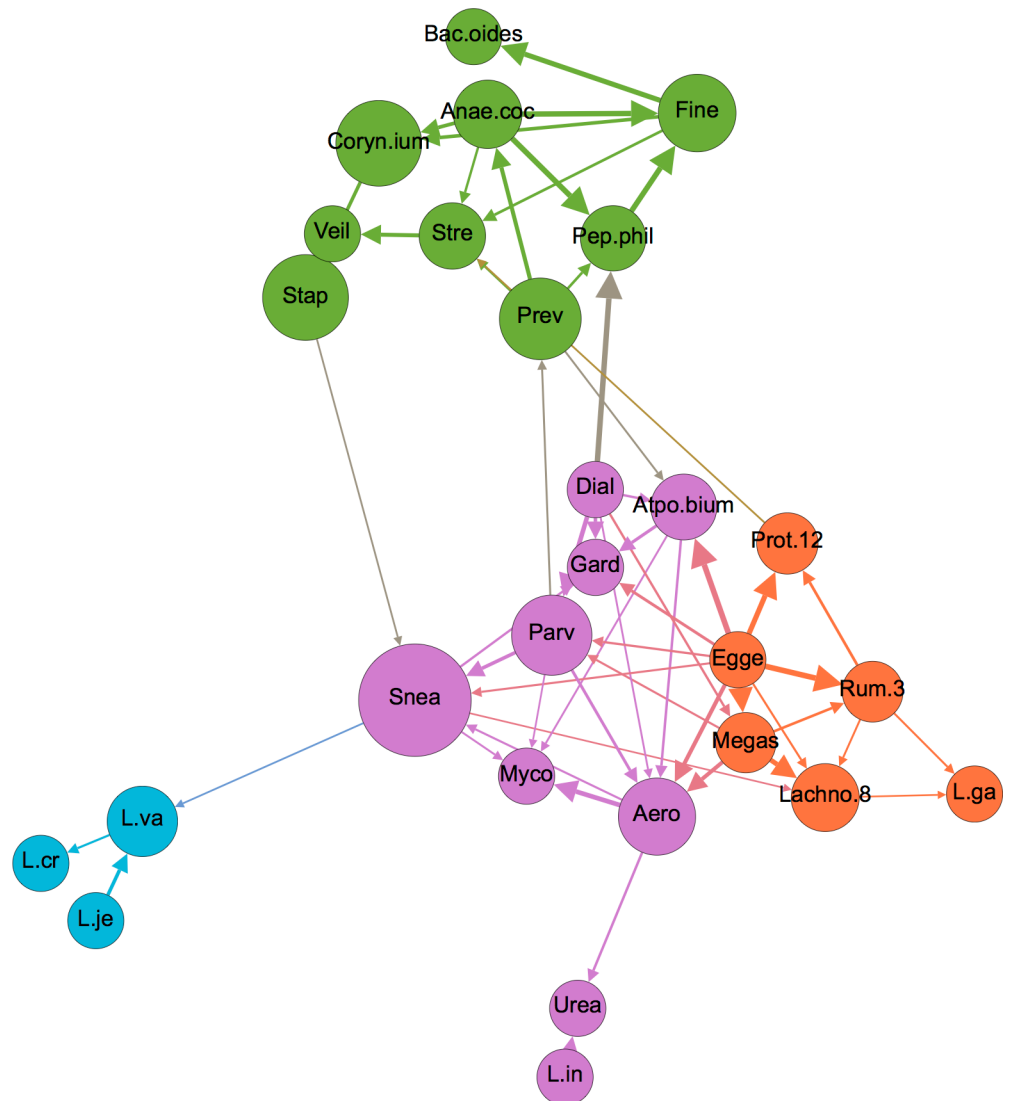 Bac.oides
Anae.coc
Fine
Coryn.ium
Veil
Stre
Pep.phil
Stap
Prev
Dial
Atpo.bium
Prot.12
Gard
Parv
Egge
Snea
Rum.3
Megas
Myco
Lachno.8
L.ga
Aero
L.va
L.cr
L.je
Urea
L.in